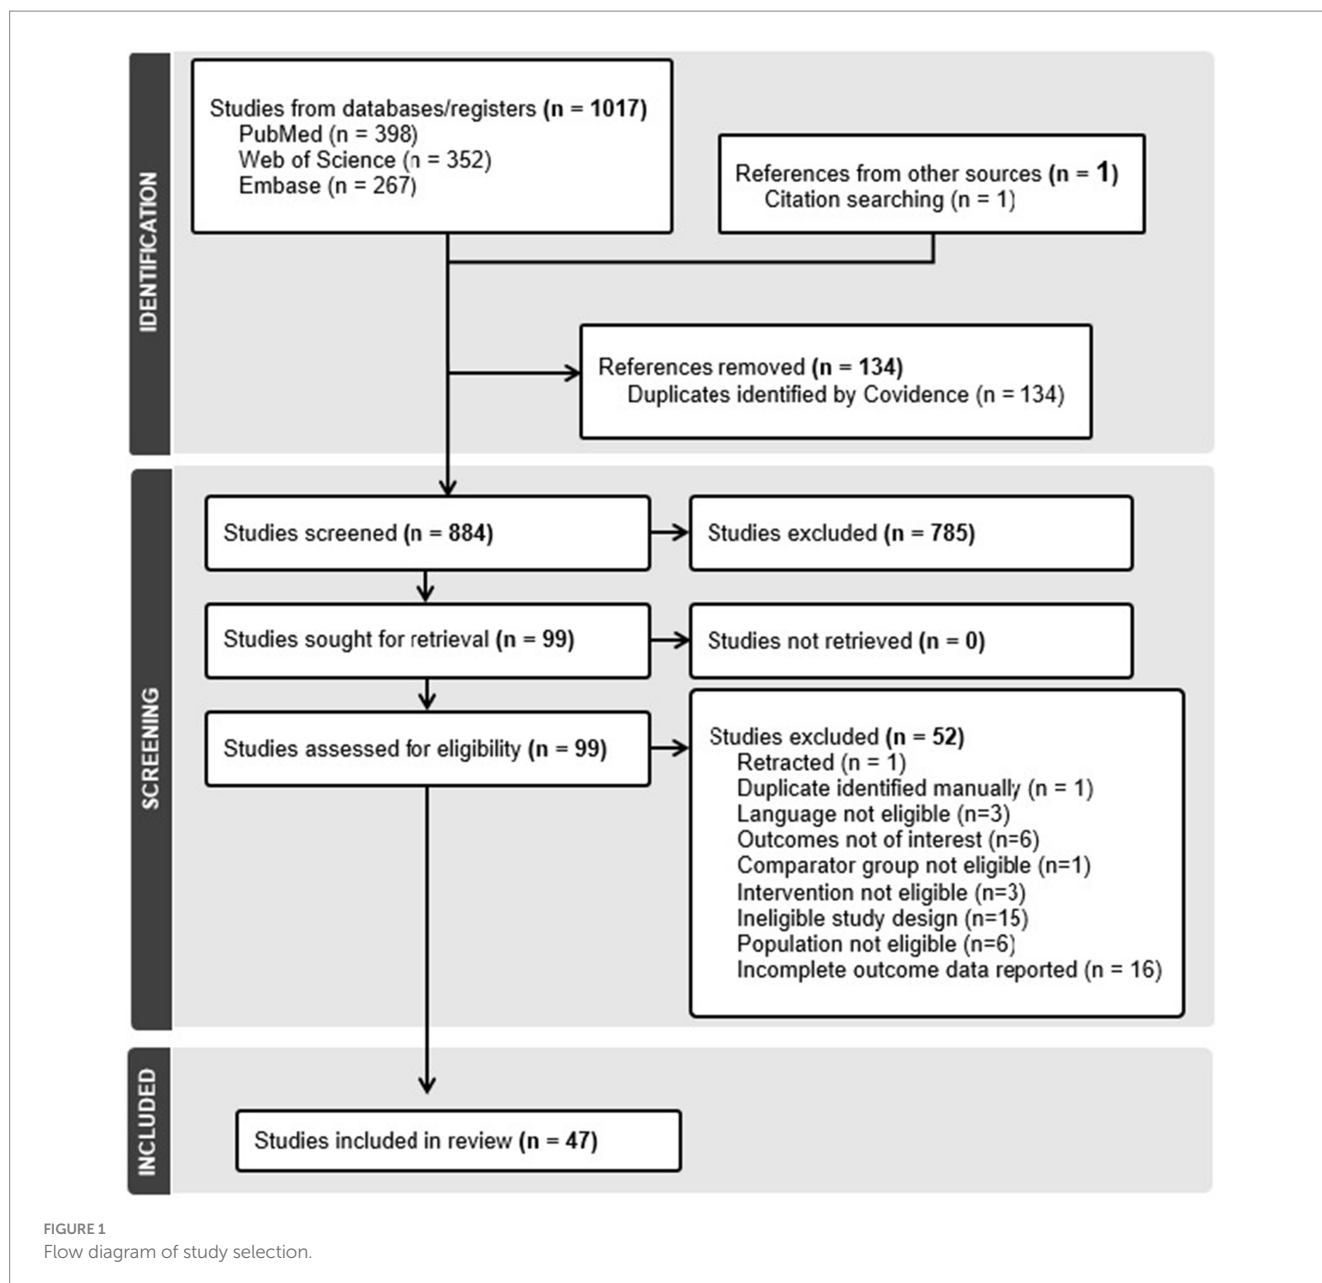 IDENTIFICATION
Studies from databases/registers (n = 1017)
PubMed (n = 398)
Web of Science (n = 352)
Embase (n = 267)
References from other sources (n = 1)
Citation searching (n = 1)
References removed (n = 134)
Duplicates identified by Covidence (n = 134)
SCREENING
Studies screened (n = 884)
Studies excluded (n = 785)
Studies sought for retrieval (n = 99)
Studies not retrieved (n = 0)
Studies assessed for eligibility (n = 99)
Studies excluded (n = 52)
Retracted (n = 1)
Duplicate identified manually (n = 1)
Language not eligible (n=3)
Outcomes not of interest (n=6)
Comparator group not eligible (n=1)
Intervention not eligible (n=3)
Ineligible study design (n=15)
Population not eligible (n=6)
Incomplete outcome data reported (n = 16)
INCLUDED
Studies included in review (n = 47)
FIGURE 1
Flow diagram of study selection.